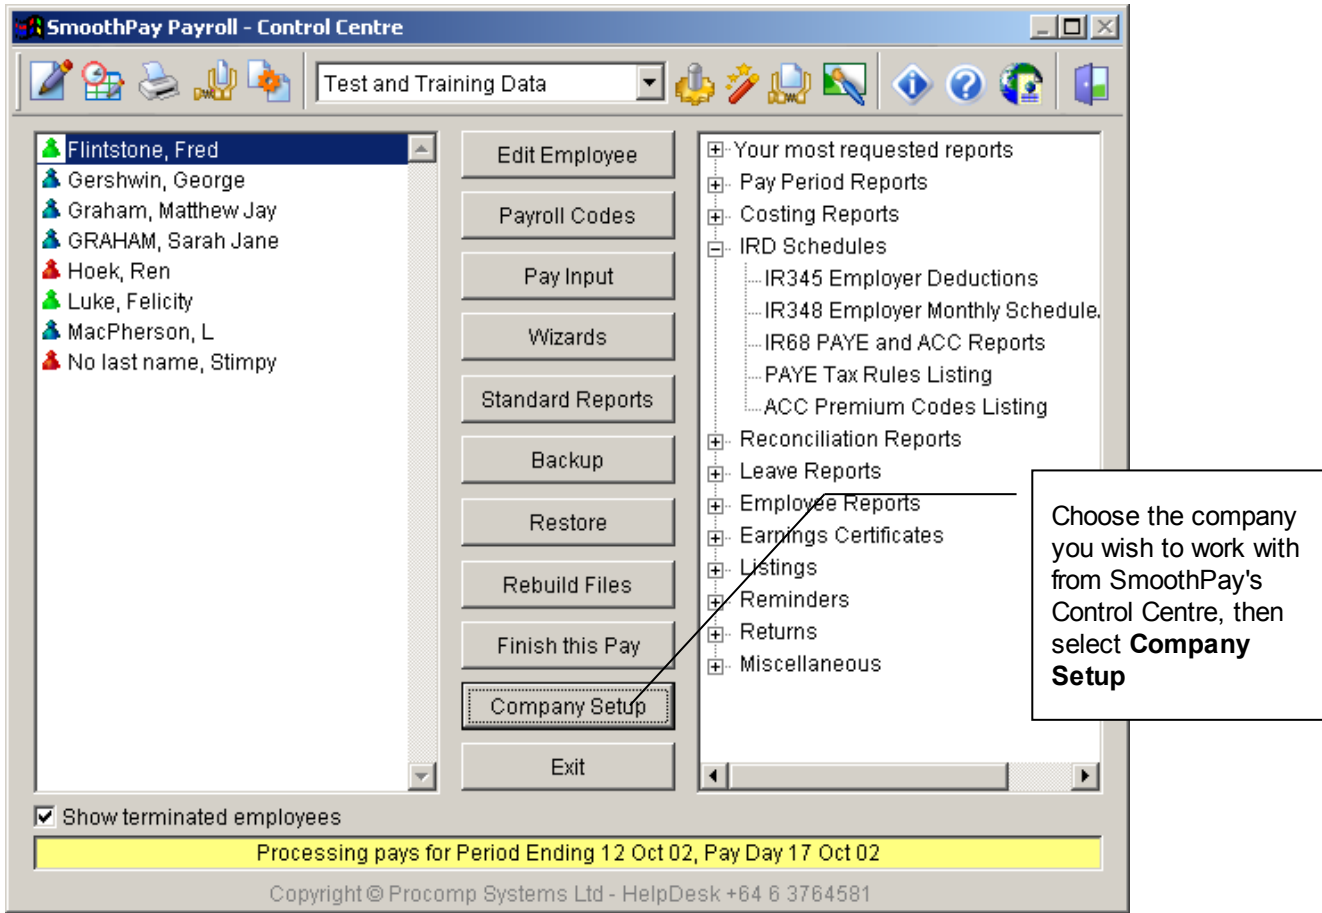 SmoothPay Payroll - Control Centre
Test and Training Data
Flintstone, Fred
Gershwin, George
Graham, Matthew Jay
GRAHAM, Sarah Jane
Hoek, Ren
Luke, Felicity
MacPherson, L
No last name, Stimpy
Edit Employee
Payroll Codes
Pay Input
Wizards
Standard Reports
Backup
Restore
Rebuild Files
Finish this Pay
Company Setup
Exit
Your most requested reports
Pay Period Reports
Costing Reports
IRD Schedules
IR345 Employer Deductions
IR348 Employer Monthly Schedule.
IR68 PAYE and ACC Reports
PAYE Tax Rules Listing
ACC Premium Codes Listing
Reconciliation Reports
Leave Reports
Employee Reports
Earnings Certificates
Listings
Reminders
Returns
Miscellaneous
Choose the company
you wish to work with
from SmoothPay's
Control Centre, then
select Company
Setup
Show terminated employees
Processing pays for Period Ending 12 Oct 02, Pay Day 17 Oct 02
Copyright © Procomp Systems Ltd - HelpDesk +64 6 3764581